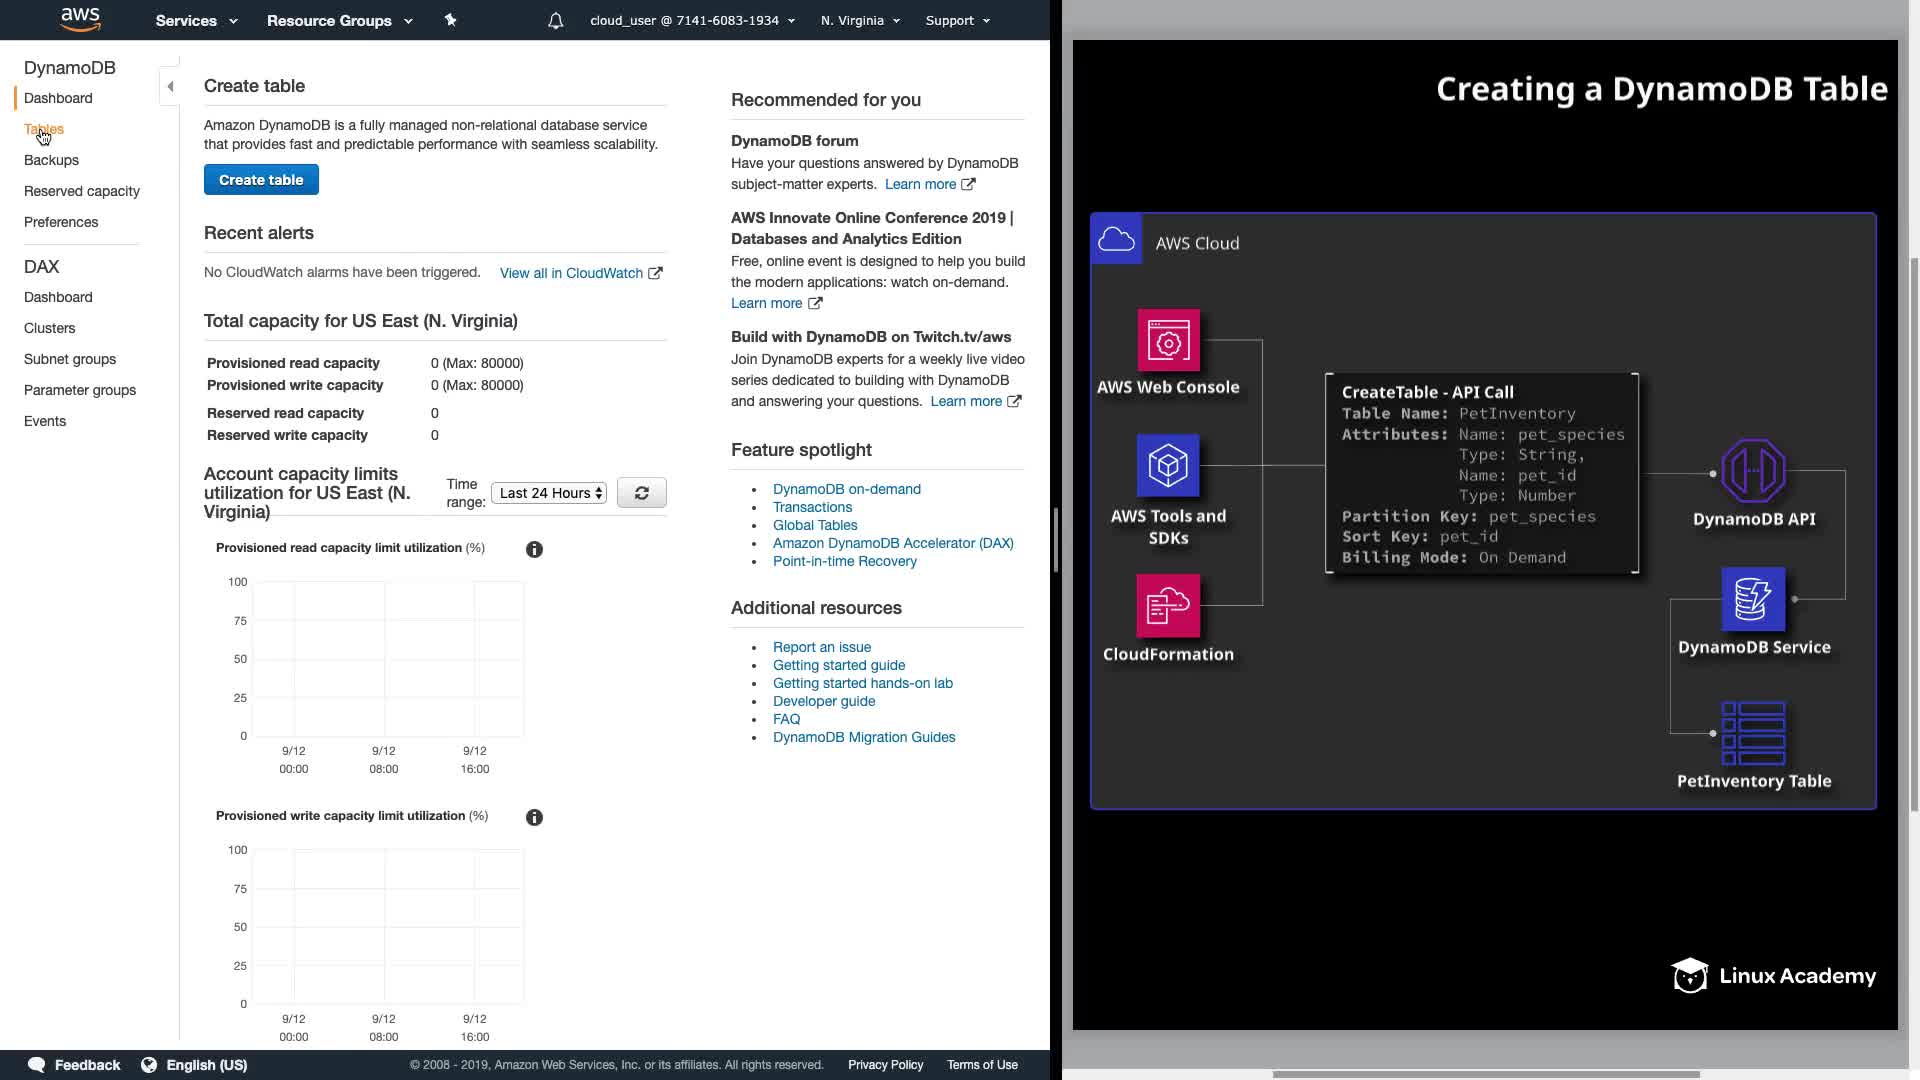 aws
Services
Resource Groups
cloud_user @ 7141-6083-1934
N. Virginia
Support
DynamoDB
Dashboard
Tables
Backups
Reserved capacity
Preferences
DAX
Dashboard
Clusters
Subnet groups
Parameter groups
Events
Create table
Amazon DynamoDB is a fully managed non-relational database service
that provides fast and predictable performance with seamless scalability.
Create table
Recent alerts
No CloudWatch alarms have been triggered. View all in CloudWatch
Total capacity for US East (N. Virginia)
Provisioned read capacity 0 (Max: 80000)
Provisioned write capacity 0 (Max: 80000)
Reserved read capacity 0
Reserved write capacity 0
Account capacity limits
utilization for US East (N.
Virginia)
Time
range:
Last 24 Hours
Provisioned read capacity limit utilization (%)
100
75
50
25
0
9/12 9/12 9/12
00:00 08:00 16:00
Provisioned write capacity limit utilization (%)
100
75
50
25
0
9/12 9/12 9/12
00:00 08:00 16:00
Recommended for you
DynamoDB forum
Have your questions answered by DynamoDB
subject-matter experts. Learn more
AWS Innovate Online Conference 2019 |
Databases and Analytics Edition
Free, online event is designed to help you build
the modern applications: watch on-demand.
Learn more
Build with DynamoDB on Twitch.tv/aws
Join DynamoDB experts for a weekly live video
series dedicated to building with DynamoDB
and answering your questions. Learn more
Feature spotlight
DynamoDB on-demand
Transactions
Global Tables
Amazon DynamoDB Accelerator (DAX)
Point-in-time Recovery
Additional resources
Report an issue
Getting started guide
Getting started hands-on lab
Developer guide
FAQ
DynamoDB Migration Guides
Feedback
English (US)
© 2008 - 2019, Amazon Web Services, Inc. or its affiliates. All rights reserved.
Privacy Policy
Terms of Use
Creating a DynamoDB Table
AWS Cloud
AWS Web Console
AWS Tools and
SDKs
CloudFormation
CreateTable - API Call
Table Name: PetInventory
Attributes: Name: pet_species
Type: String,
Name: pet_id
Type: Number
Partition Key: pet_species
Sort Key: pet_id
Billing Mode: On Demand
DynamoDB API
DynamoDB Service
PetInventory Table
Linux Academy